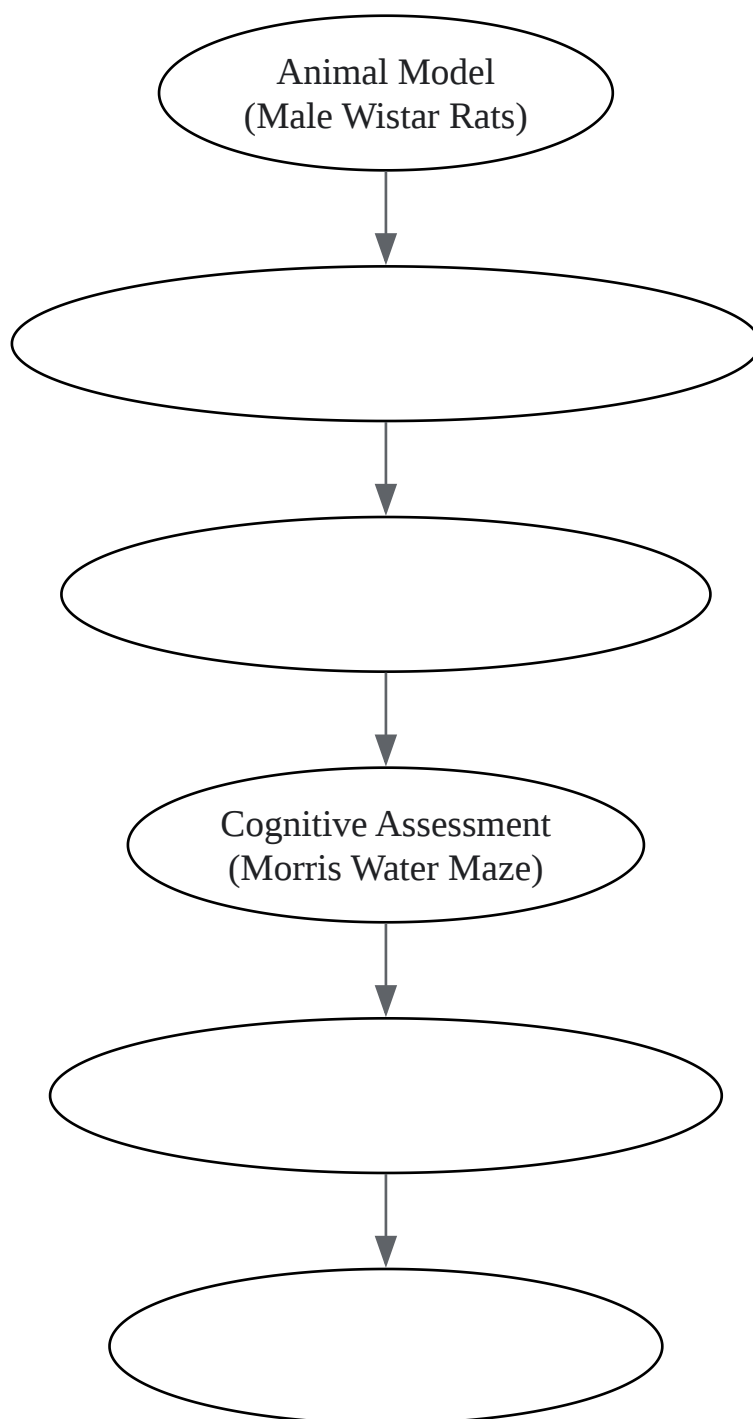 Animal Model
(Male Wistar Rats)
Cognitive Assessment
(Morris Water Maze)